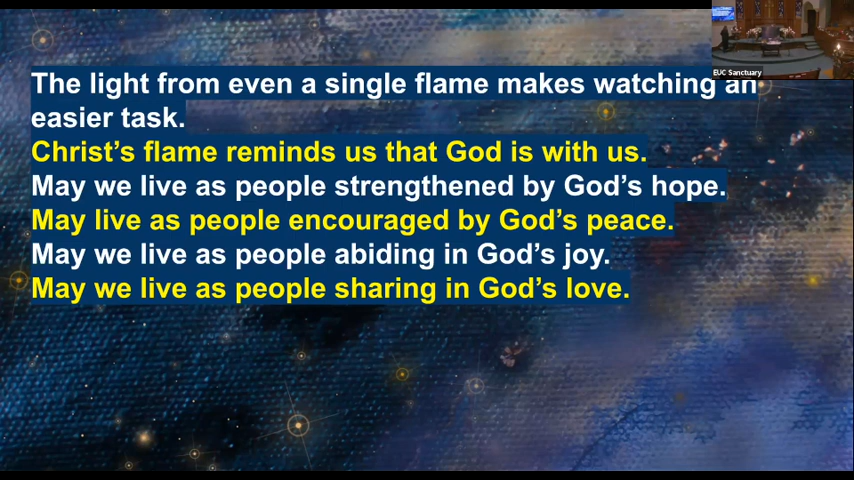 The light from even a single flame makes watching an
easier task.
Christ's flame reminds us that God is with us.
May we live as people strengthened by God's hope.
May live as people encouraged by God's peace.
May we live as people abiding in God's joy.
May we live as people sharing in God's love.
EUC Sanctuary